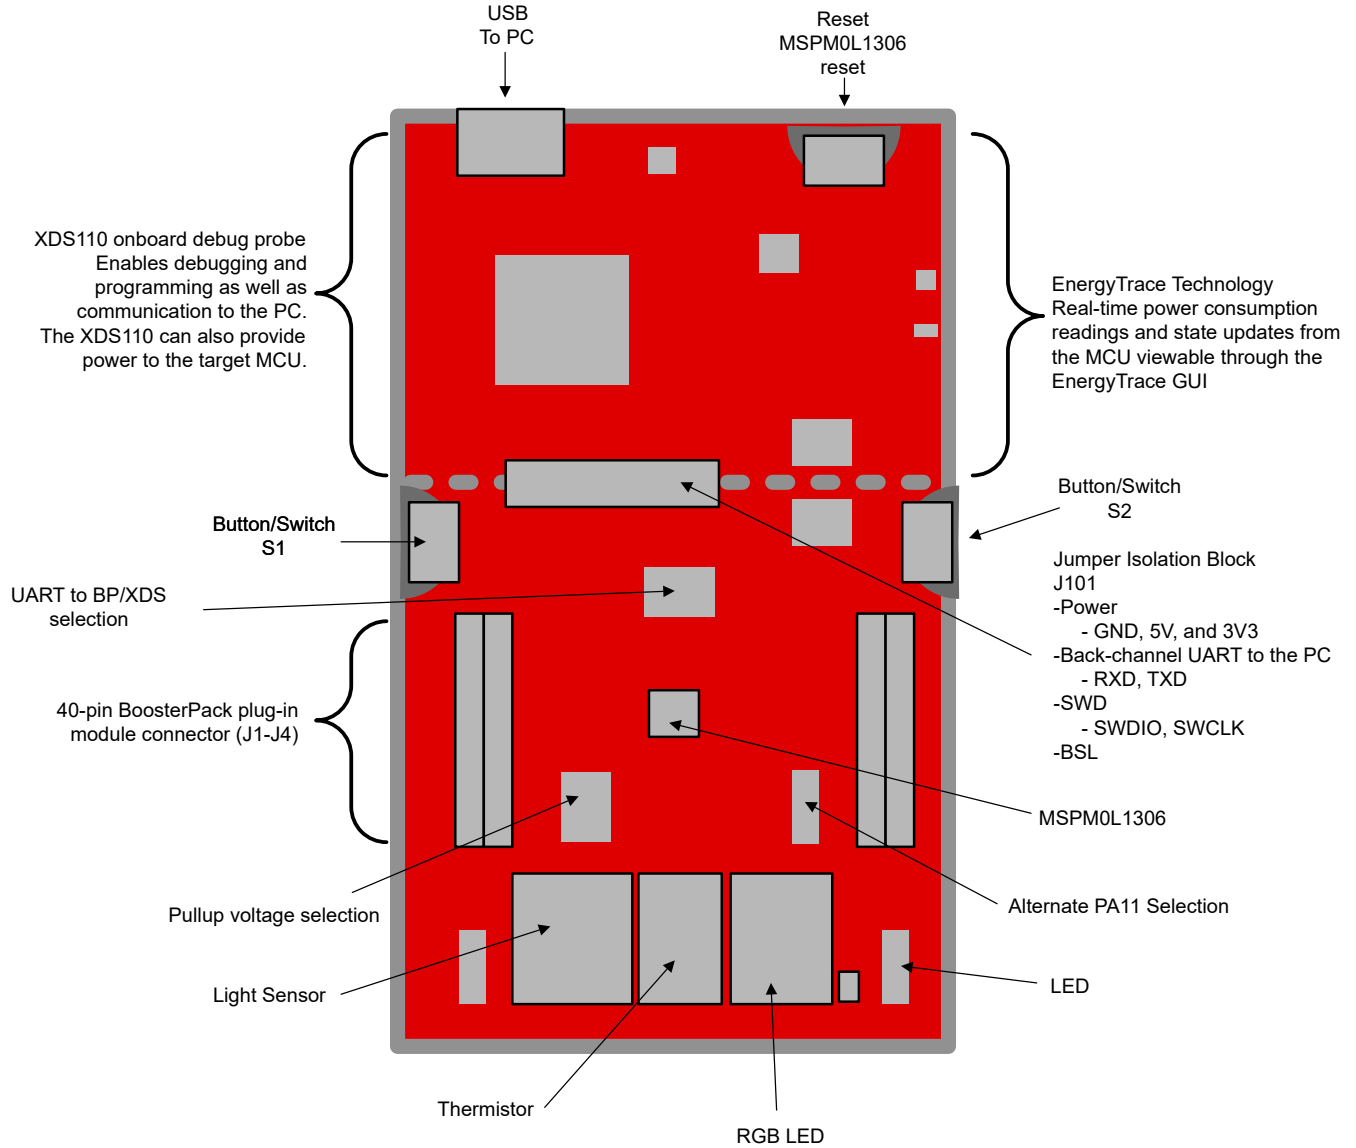 USB
To PC
Reset
MSPM0L1306
reset
XDS110 onboard debug probe
Enables debugging and
programming as well as
communication to the PC.
The XDS110 can also provide
power to the target MCU.
EnergyTrace Technology
Real-time power consumption
readings and state updates from
the MCU viewable through the
EnergyTrace GUI
Button/Switch
S1
Button/Switch
S2
UART to BP/XDS
selection
Jumper Isolation Block
J101
-Power
- GND, 5V, and 3V3
-Back-channel UART to the PC
- RXD, TXD
-SWD
- SWDIO, SWCLK
-BSL
40-pin BoosterPack plug-in
module connector (J1-J4)
MSPM0L1306
Pullup voltage selection
Alternate PA11 Selection
Light Sensor
LED
Thermistor
RGB LED